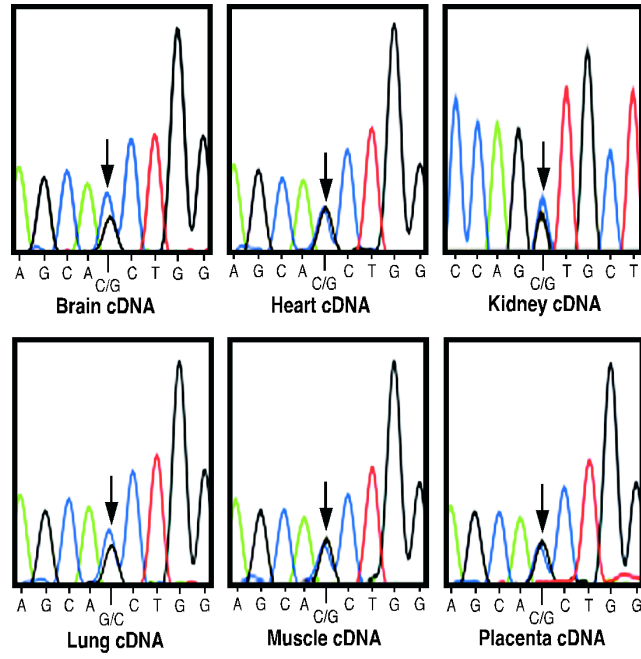 A G C A C/G C T G G
Brain cDNA
A G C A C/G C T G G
Heart cDNA
C C A G C/G T G C T
Kidney cDNA
A G C A G/C C T G G
Lung cDNA
A G C A C/G C T G G
Muscle cDNA
A G C A C/G C T G G
Placenta cDNA